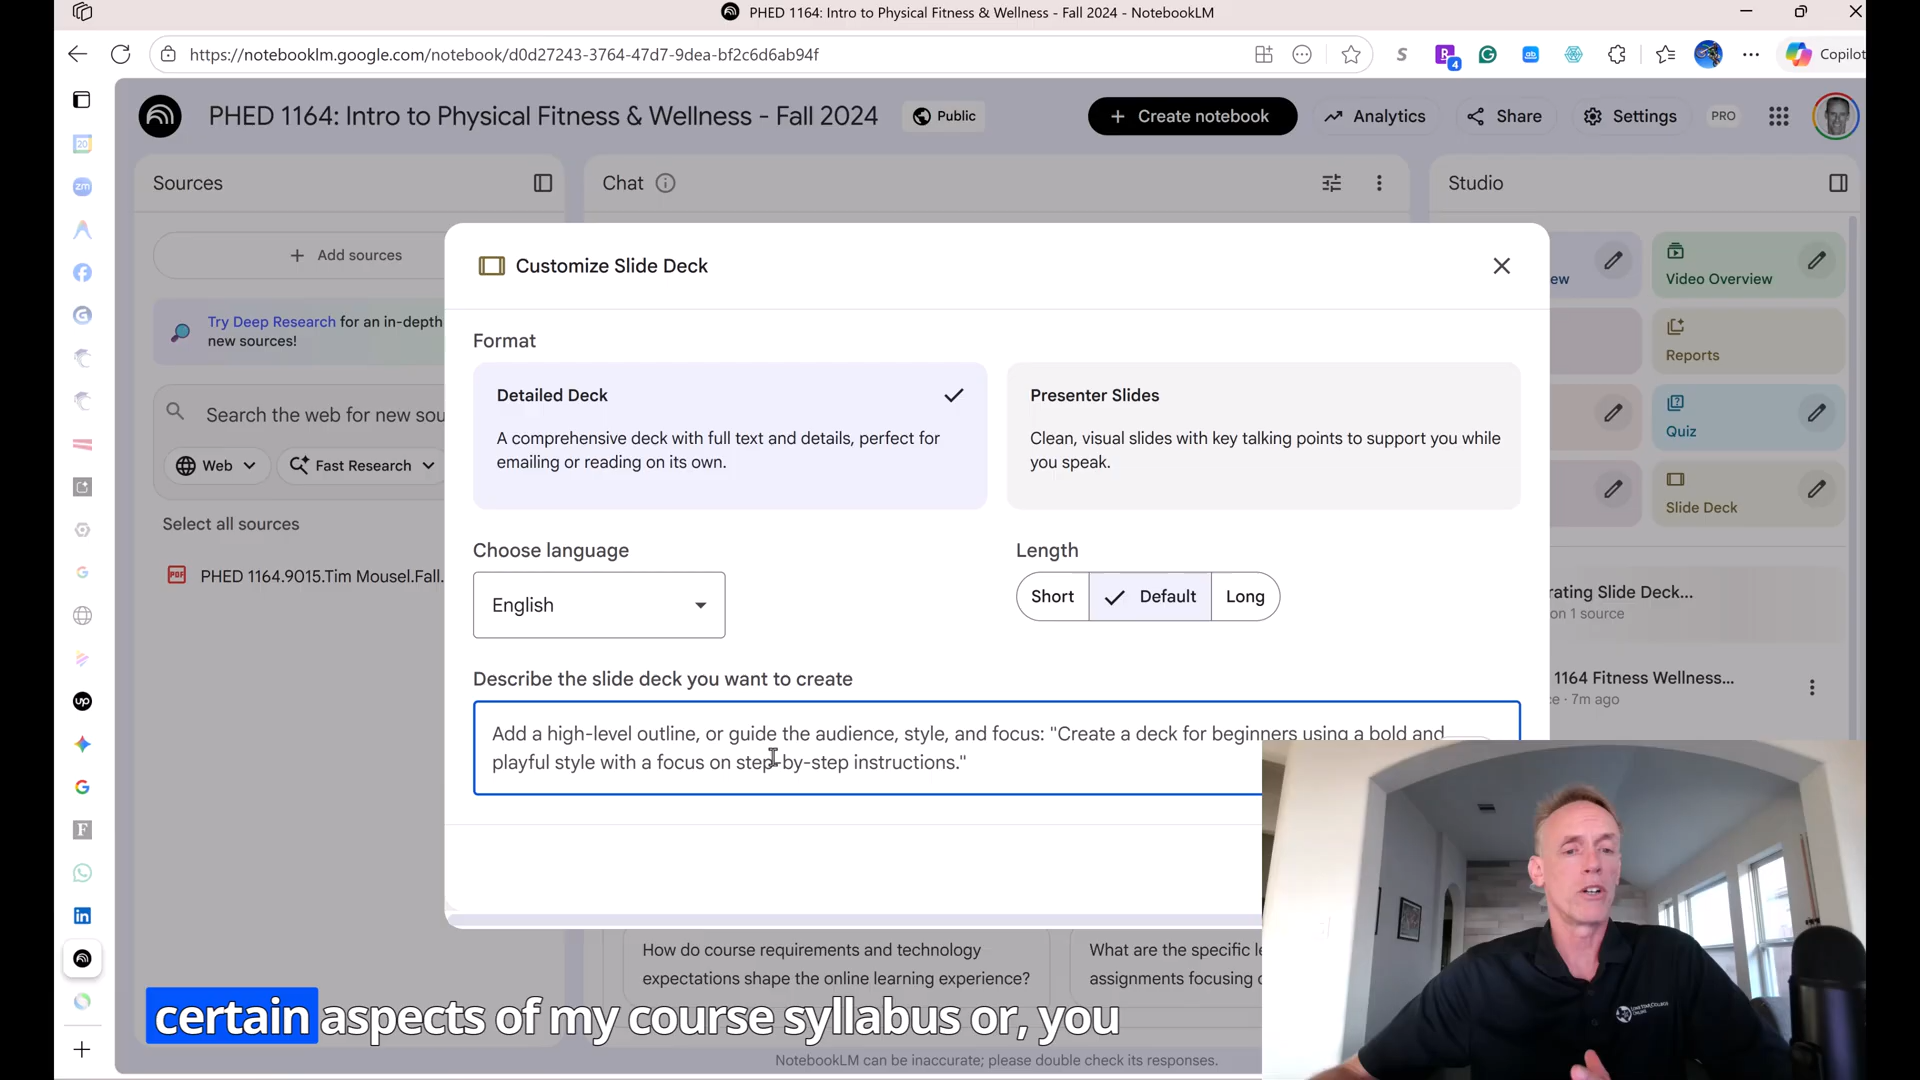 PHED 1164: Intro to Physical Fitness & Wellness - Fall 2024 - NotebookLM
https://notebooklm.google.com/notebook/d0d27243-3764-47d7-9dea-bf2c6d6ab94f
4
Copilot
PHED 1164: Intro to Physical Fitness & Wellness - Fall 2024
Public
+ Create notebook
Analytics
Share
Settings
PRO
20
zm
Sources
Chat
Studio
+ Add sources
Try Deep Research for an in-depth
new sources!
Search the web for new sou
Web
Fast Research
Select all sources
PDF
PHED 1164.9015.Tim Mousel.Fall.
Customize Slide Deck
Format
Detailed Deck
A comprehensive deck with full text and details, perfect for
emailing or reading on its own.
Presenter Slides
Clean, visual slides with key talking points to support you while
you speak.
Choose language
English
Length
Short
Default
Long
Describe the slide deck you want to create
Add a high-level outline, or guide the audience, style, and focus: "Create a deck for beginners using a bold and
playful style with a focus on step-by-step instructions."
ew
Video Overview
Reports
Quiz
Slide Deck
rating Slide Deck...
on 1 source
1164 Fitness Wellness...
ce · 7m ago
up
in
How do course requirements and technology
expectations shape the online learning experience?
What are the specific le
assignments focusing o
certain aspects of my course syllabus or, you
NotebookLM can be inaccurate; please double check its responses.